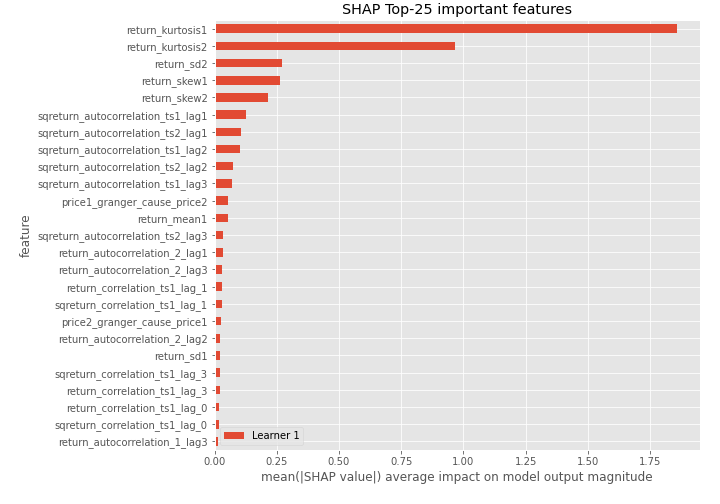 SHAP Top-25 important features
return_kurtosis1
return_kurtosis2
return_sd2
return_skew1
return_skew2
sqreturn_autocorrelation_ts1_lag1
sqreturn_autocorrelation_ts2_lag1
sqreturn_autocorrelation_ts1_lag2
sqreturn_autocorrelation_ts2_lag2
sqreturn_autocorrelation_ts1_lag3
price1_granger_cause_price2
return_mean1
sqreturn_autocorrelation_ts2_lag3
return_autocorrelation_2_lag1
return_autocorrelation_2_lag3
return_correlation_ts1_lag_1
sqreturn_correlation_ts1_lag_1
price2_granger_cause_price1
return_autocorrelation_2_lag2
return_sd1
sqreturn_correlation_ts1_lag_3
return_correlation_ts1_lag_3
return_correlation_ts1_lag_0
sqreturn_correlation_ts1_lag_0
return_autocorrelation_1_lag3
feature
Learner 1
0.00 0.25 0.50 0.75 1.00 1.25 1.50 1.75
mean(|SHAP value|) average impact on model output magnitude